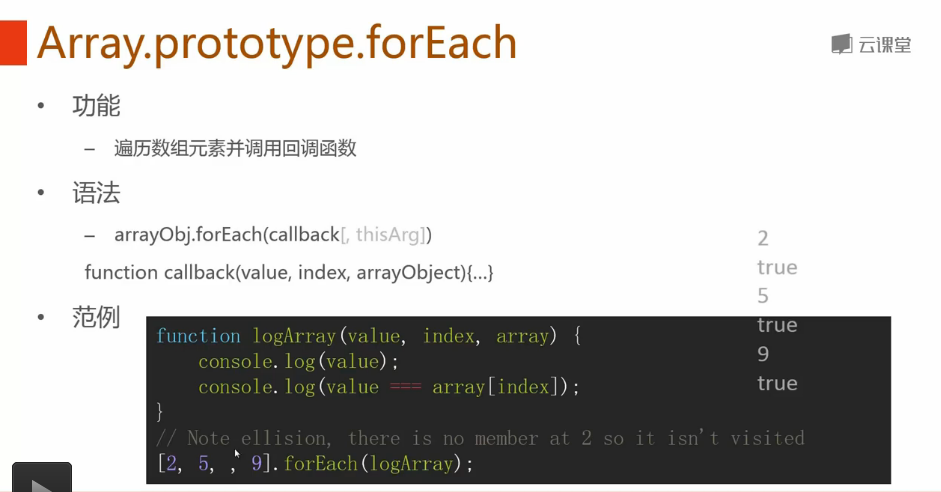 Array.prototype.forEach
云课堂
• 功能
– 遍历数组元素并调用回调函数
• 语法
– arrayObj.forEach(callback[, thisArg])
function callback(value, index, arrayObject){...}
• 范例
function logArray(value, index, array) {
console.log(value);
console.log(value === array[index]);
}
// Note ellision, there is no member at 2 so it isn't visited
[2, 5, , 9].forEach(logArray);
2
true
5
true
9
true